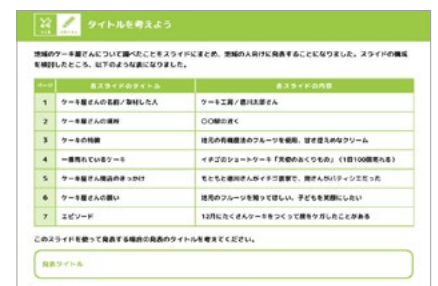 タイトルを考えよう
地域のケーキ屋さんについて調べたことをスライドにまとめ、地域の人向けに発表することになりました。スライドの構成
を検討したところ、以下のような表になりました。
ページ 各スライドのタイトル 各スライドの内容
1 ケーキ屋さんの名前/取材した人 ケーキ工房/徳川太郎さん
2 ケーキ屋さんの場所 〇〇駅の近く
3 ケーキの特徴 地元の有機農法のフルーツを使用、甘さ控えめなクリーム
4 一番売れているケーキ イチゴのショートケーキ「天使のおくりもの」(1日100個売れる)
5 ケーキ屋さん開店のきっかけ もともと徳川さんがイチゴ農家で、奥さんがパティシエだった
6 ケーキ屋さんの願い 地元のフルーツを知ってほしい、子どもを笑顔にしたい
7 エピソード 12月にたくさんケーキをつくって腕をケガしたことがある
このスライドを使って発表する場合の発表のタイトルを考えてください。
発表タイトル